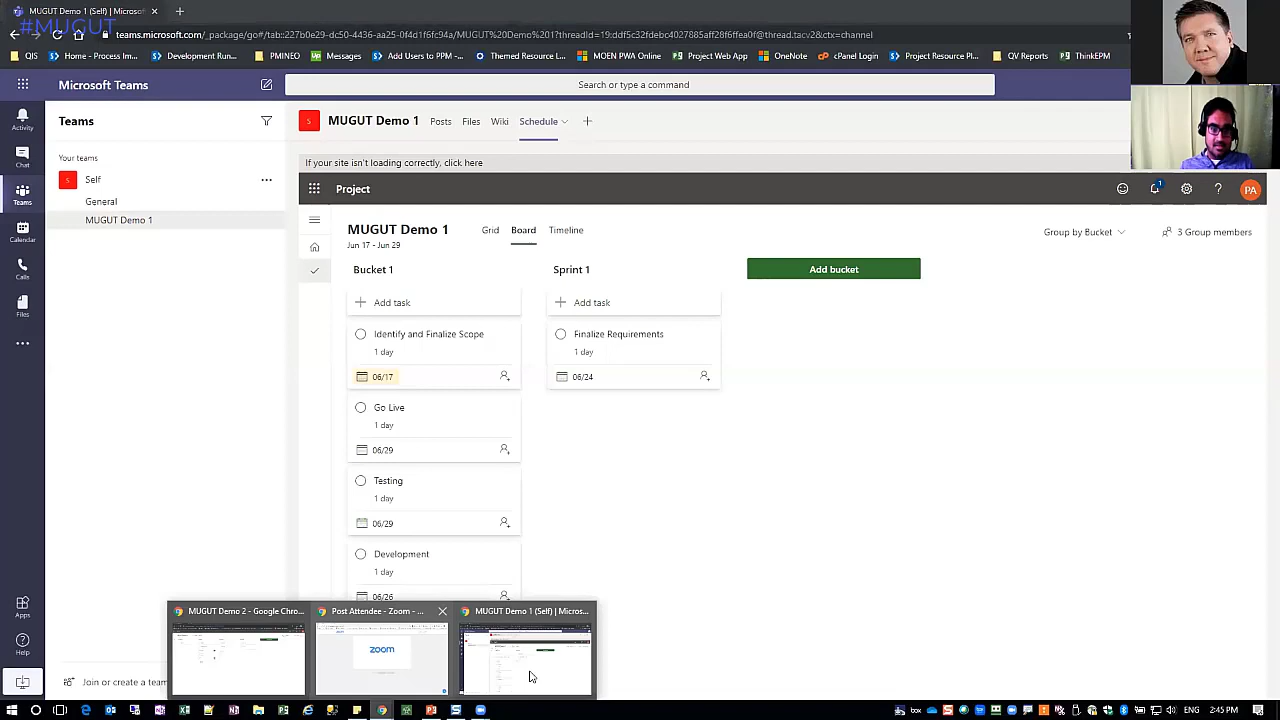 MUGUT Demo 1 (Self) | Microsoft Te
#MUGUT
teams.microsoft.com/_package/go#/tab::227b0e29-dc50-4436-aa25-0f4d1f6fc94a/MUGUT%20Demo%201?threadId=19:ddf5c32fdebc4027885aff28f6ffea0f@thread.tacv2&ctx=channel
QIS
Home - Process Imp...
PMINEO
Messages
Development Run...
Add Users to PPM -...
Themed Resource L...
MOEN PWA Online
Project Web App
OneNote
cPanel Login
Project Resource Pl...
QV Reports
ThinkEPM
Microsoft Teams
Search or type a command
Activity
Chat
Teams
Calendar
Calls
Files
Apps
Help
Teams
Your teams
S
Self
General
MUGUT Demo 1
Join or create a team
S
MUGUT Demo 1
Posts
Files
Wiki
Schedule
If your site isn't loading correctly, click here
Project
1
?
PA
MUGUT Demo 1
Grid
Board
Timeline
Group by Bucket
3 Group members
Jun 17 - Jun 29
Bucket 1
Add task
Identify and Finalize Scope
1 day
06/17
Go Live
1 day
06/29
Testing
1 day
06/29
Development
1 day
06/26
Sprint 1
Add task
Finalize Requirements
1 day
06/24
Add bucket
MUGUT Demo 2 - Google Chro...
Post Attendee - Zoom - ...
MUGUT Demo 1 (Self) | Micros...
zoom
2:45 PM